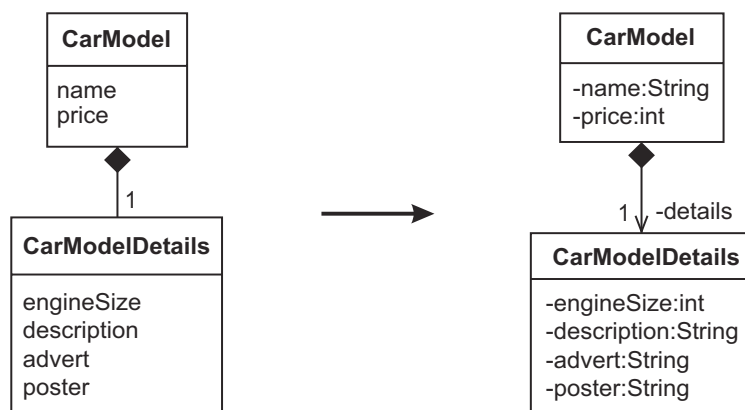 CarModel
name
price
1
CarModelDetails
engineSize
description
advert
poster
CarModel
-name:String
-price:int
1 -details
CarModelDetails
-engineSize:int
-description:String
-advert:String
-poster:String